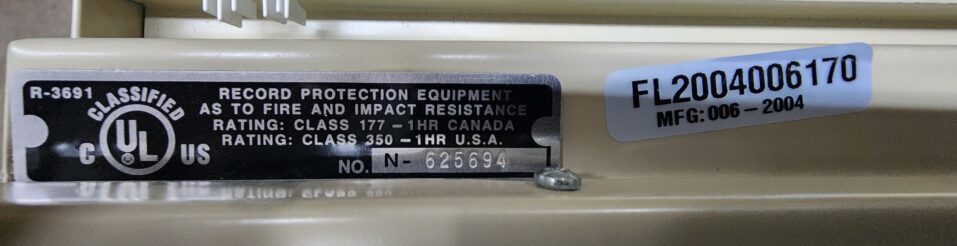 R-3691
CLASSIFIED
UL
®
C US
RECORD PROTECTION EQUIPMENT
AS TO FIRE AND IMPACT RESISTANCE
RATING: CLASS 177 – 1HR CANADA
RATING: CLASS 350 – 1HR U.S.A.
NO. N- 625694
FL2004006170
MFG: 006 – 2004